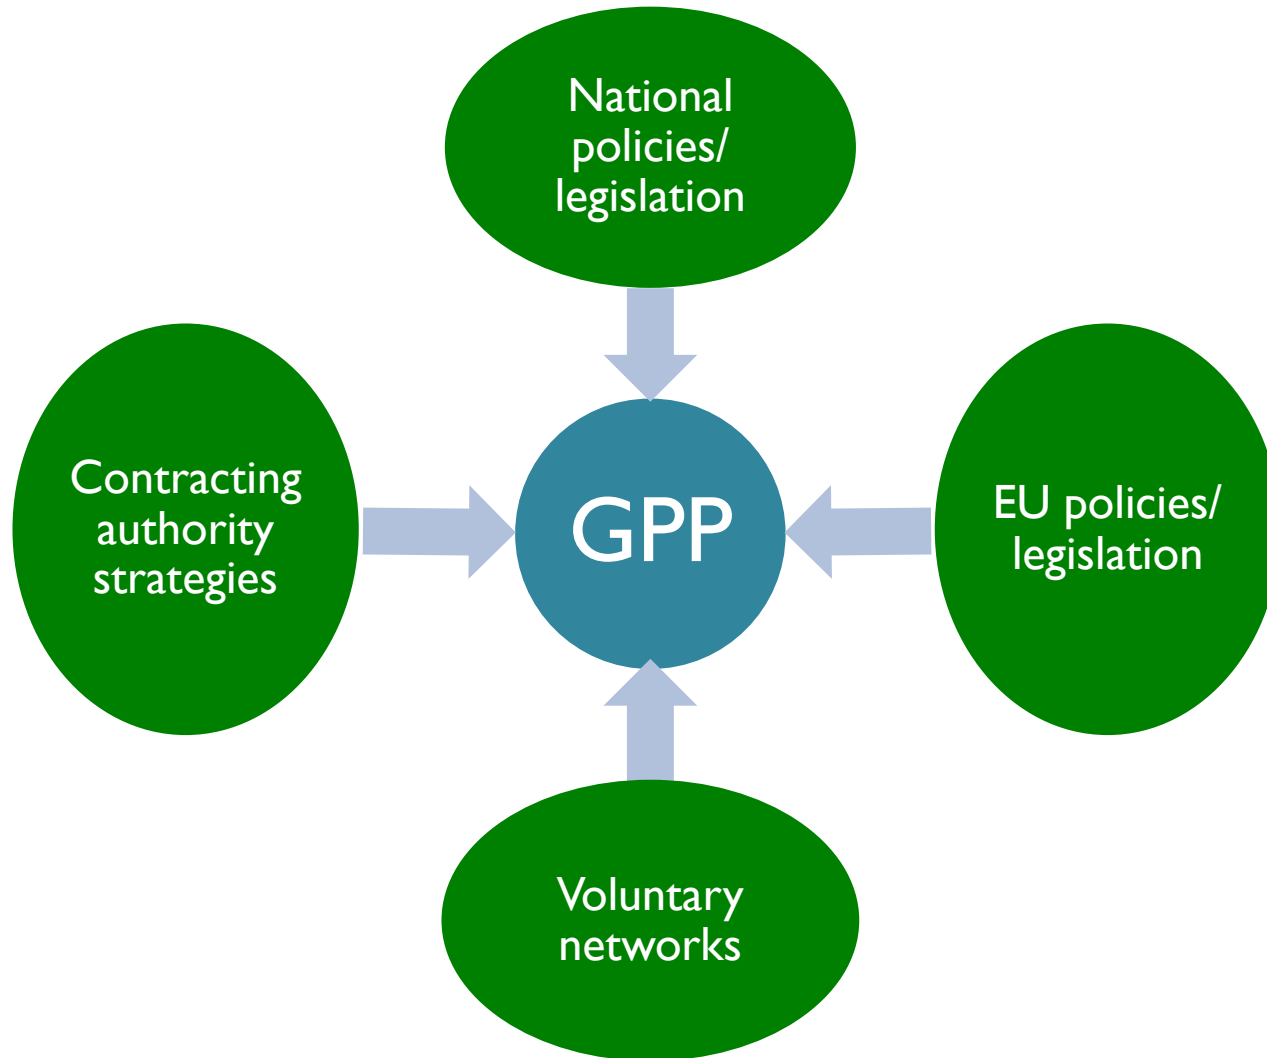 National
policies/
legislation
Contracting
authority
strategies
GPP
EU policies/
legislation
Voluntary
networks